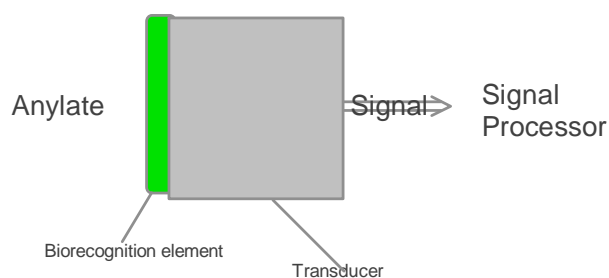 Anylate
Signal
Signal
Processor
Biorecognition element
Transducer